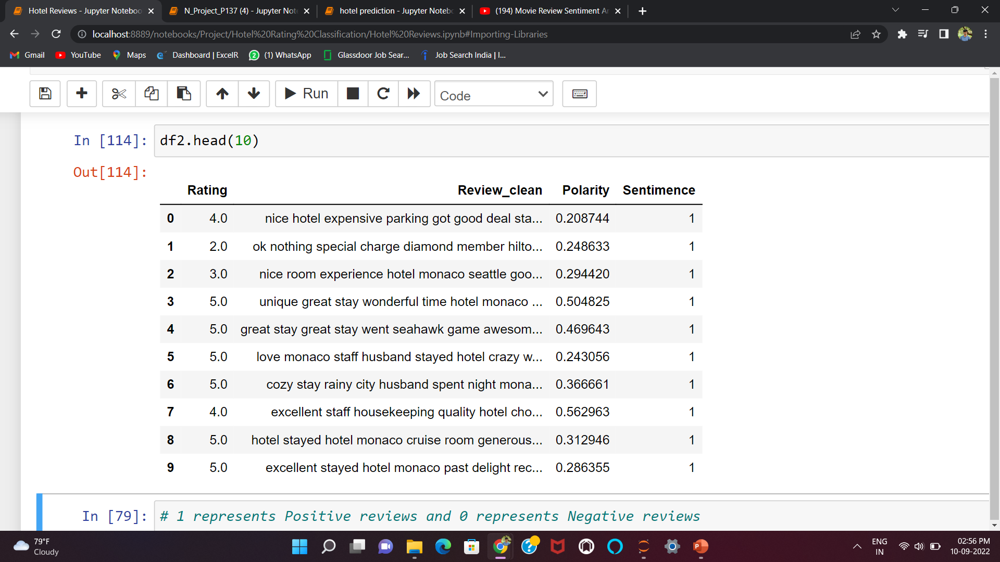 Hotel Reviews - Jupyter Noteboo
N_Project_P137 (4) - Jupyter Not
hotel prediction - Jupyter Noteb
(194) Movie Review Sentiment A
localhost:8889/notebooks/Project/Hotel%20Rating%20Classification/Hotel%20Reviews.ipynb#Importing-Libraries
Gmail YouTube Maps Dashboard | ExcelR (1) WhatsApp Glassdoor Job Sear... Job Search India | I...
Run Code
In [114]: df2.head(10)
Out[114]:
Rating Review_clean Polarity Sentimence
0 4.0 nice hotel expensive parking got good deal sta... 0.208744 1
1 2.0 ok nothing special charge diamond member hilto... 0.248633 1
2 3.0 nice room experience hotel monaco seattle goo... 0.294420 1
3 5.0 unique great stay wonderful time hotel monaco ... 0.504825 1
4 5.0 great stay great stay went seahawk game awesom... 0.469643 1
5 5.0 love monaco staff husband stayed hotel crazy w... 0.243056 1
6 5.0 cozy stay rainy city husband spent night mona... 0.366661 1
7 4.0 excellent staff housekeeping quality hotel cho... 0.562963 1
8 5.0 hotel stayed hotel monaco cruise room generous... 0.312946 1
9 5.0 excellent stayed hotel monaco past delight rec... 0.286355 1
In [79]: # 1 represents Positive reviews and 0 represents Negative reviews
79°F
Cloudy
ENG
IN
02:56 PM
10-09-2022